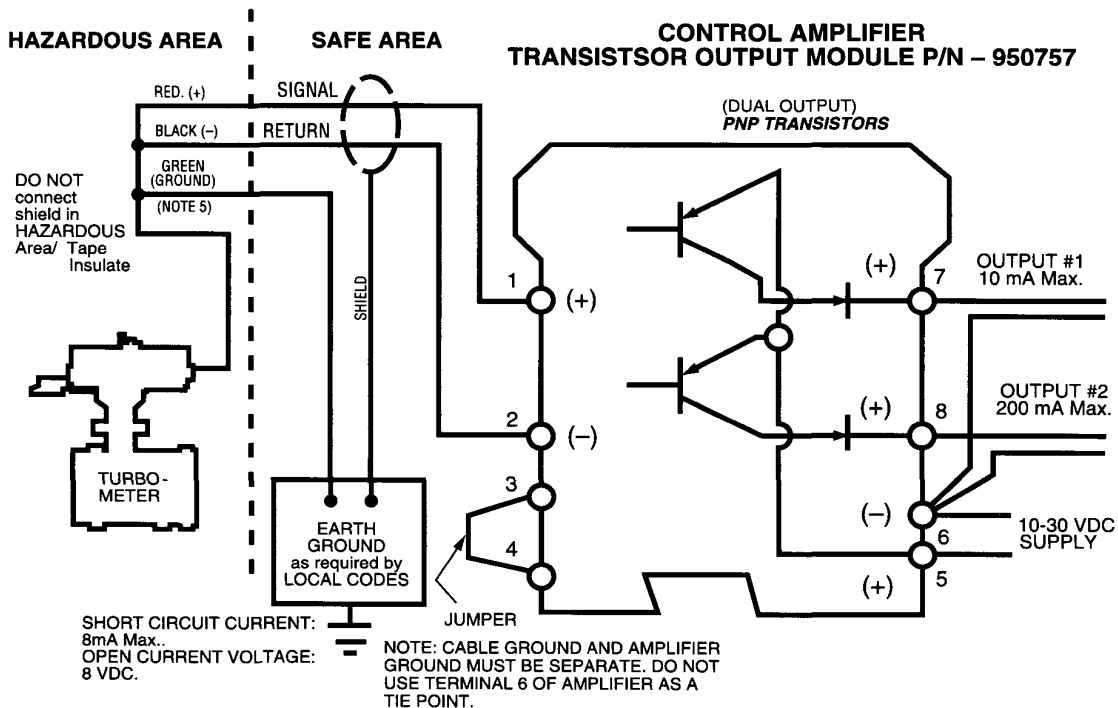 HAZARDOUS AREA
SAFE AREA
CONTROL AMPLIFIER
TRANSISTSOR OUTPUT MODULE P/N – 950757
RED. (+)
SIGNAL
BLACK (–)
RETURN
GREEN
(GROUND)
(NOTE 5)
DO NOT
connect
shield in
HAZARDOUS
Area/ Tape
Insulate
SHIELD
(DUAL OUTPUT)
PNP TRANSISTORS
1
(+)
2
(–)
3
4
(+)
7
OUTPUT #1
10 mA Max.
(+)
8
OUTPUT #2
200 mA Max.
(–)
6
10-30 VDC
SUPPLY
(+)
5
TURBO-
METER
EARTH
GROUND
as required by
LOCAL CODES
JUMPER
SHORT CIRCUIT CURRENT:
8mA Max..
OPEN CURRENT VOLTAGE:
8 VDC.
NOTE: CABLE GROUND AND AMPLIFIER
GROUND MUST BE SEPARATE. DO NOT
USE TERMINAL 6 OF AMPLIFIER AS A
TIE POINT.